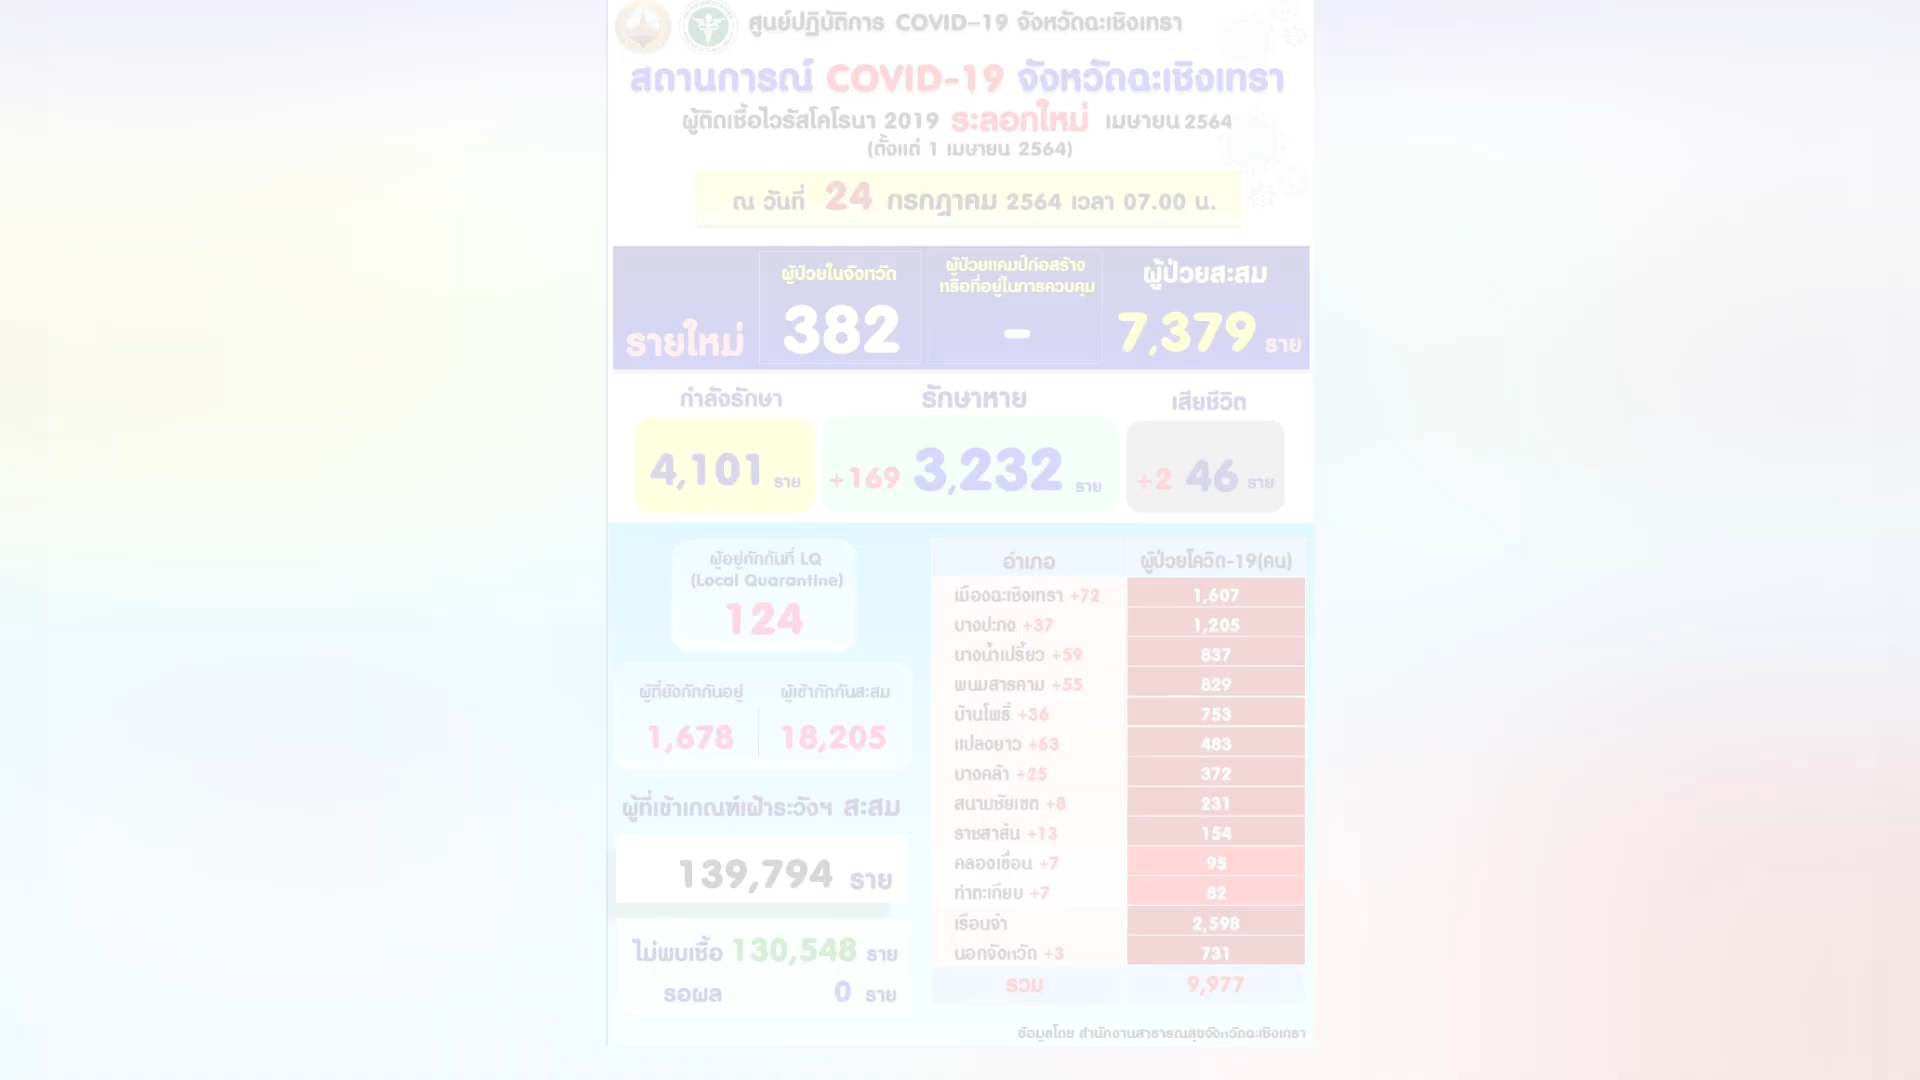 ศูนย์ปฏิบัติการ COVID-19 จังหวัดฉะเชิงเทรา
สถานการณ์ COVID-19 จังหวัดฉะเชิงเทรา
ผู้ติดเชื้อไวรัสโคโรนา 2019 ระลอกใหม่ เมษายน 2564
(ตั้งแต่ 1 เมษายน 2564)
ณ วันที่ 24 กรกฎาคม 2564 เวลา 07.00 น.
รายใหม่
ผู้ป่วยในจังหวัด
382
ผู้ป่วยแคมป์ก่อสร้าง
หรือที่อยู่ในการควบคุม
-
ผู้ป่วยสะสม
7,379 ราย
กำลังรักษา
4,101 ราย
รักษาหาย
+169 3,232 ราย
เสียชีวิต
+2 46 ราย
ผู้อยู่กักกันที่ LQ
(Local Quarantine)
124
ผู้ที่ยังกักกันอยู่ ผู้เข้ากักกันสะสม
1,678 18,205
ผู้ที่เข้าเกณฑ์เฝ้าระวังฯ สะสม
139,794 ราย
ไม่พบเชื้อ 130,548 ราย
รอผล 0 ราย
อำเภอ ผู้ป่วยโควิด-19(คน)
เมืองฉะเชิงเทรา +72 1,607
บางปะกง +37 1,205
บางน้ำเปรี้ยว +59 837
พนมสารคาม +55 829
บ้านโพธิ์ +36 753
แปลงยาว +63 483
บางคล้า +25 372
สนามชัยเขต +8 231
ราชสาส์น +13 154
คลองเขื่อน +7 95
ท่าตะเกียบ +7 82
เรือนจำ 2,598
นอกจังหวัด +3 731
รวม 9,977
ข้อมูลโดย สำนักงานสาธารณสุขจังหวัดฉะเชิงเทรา